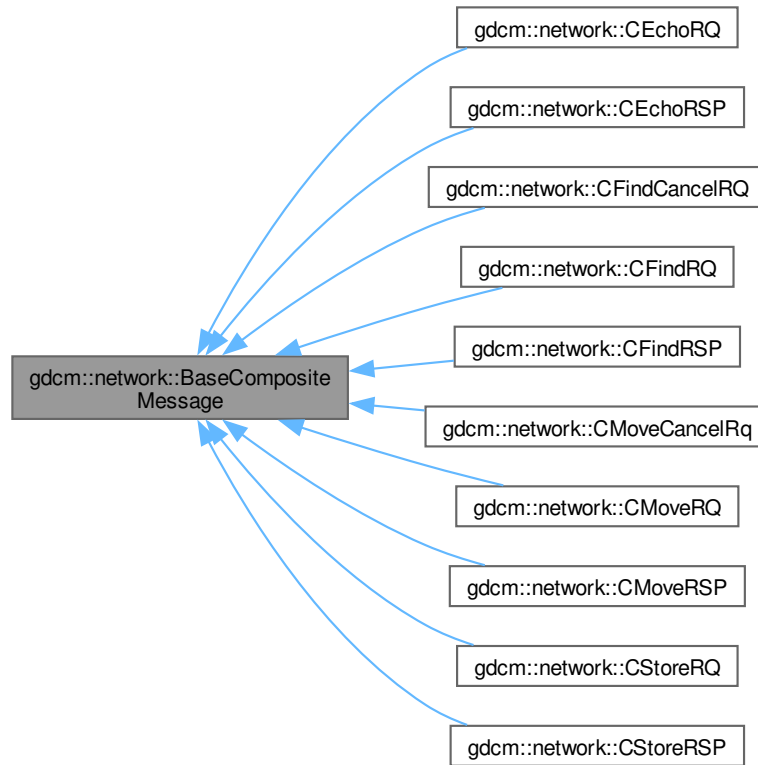 gdcm::network::CEchoRQ
gdcm::network::CEchoRSP
gdcm::network::CFindCancelRQ
gdcm::network::CFindRQ
gdcm::network::CFindRSP
gdcm::network::BaseComposite
Message
gdcm::network::CMoveCancelRq
gdcm::network::CMoveRQ
gdcm::network::CMoveRSP
gdcm::network::CStoreRQ
gdcm::network::CStoreRSP